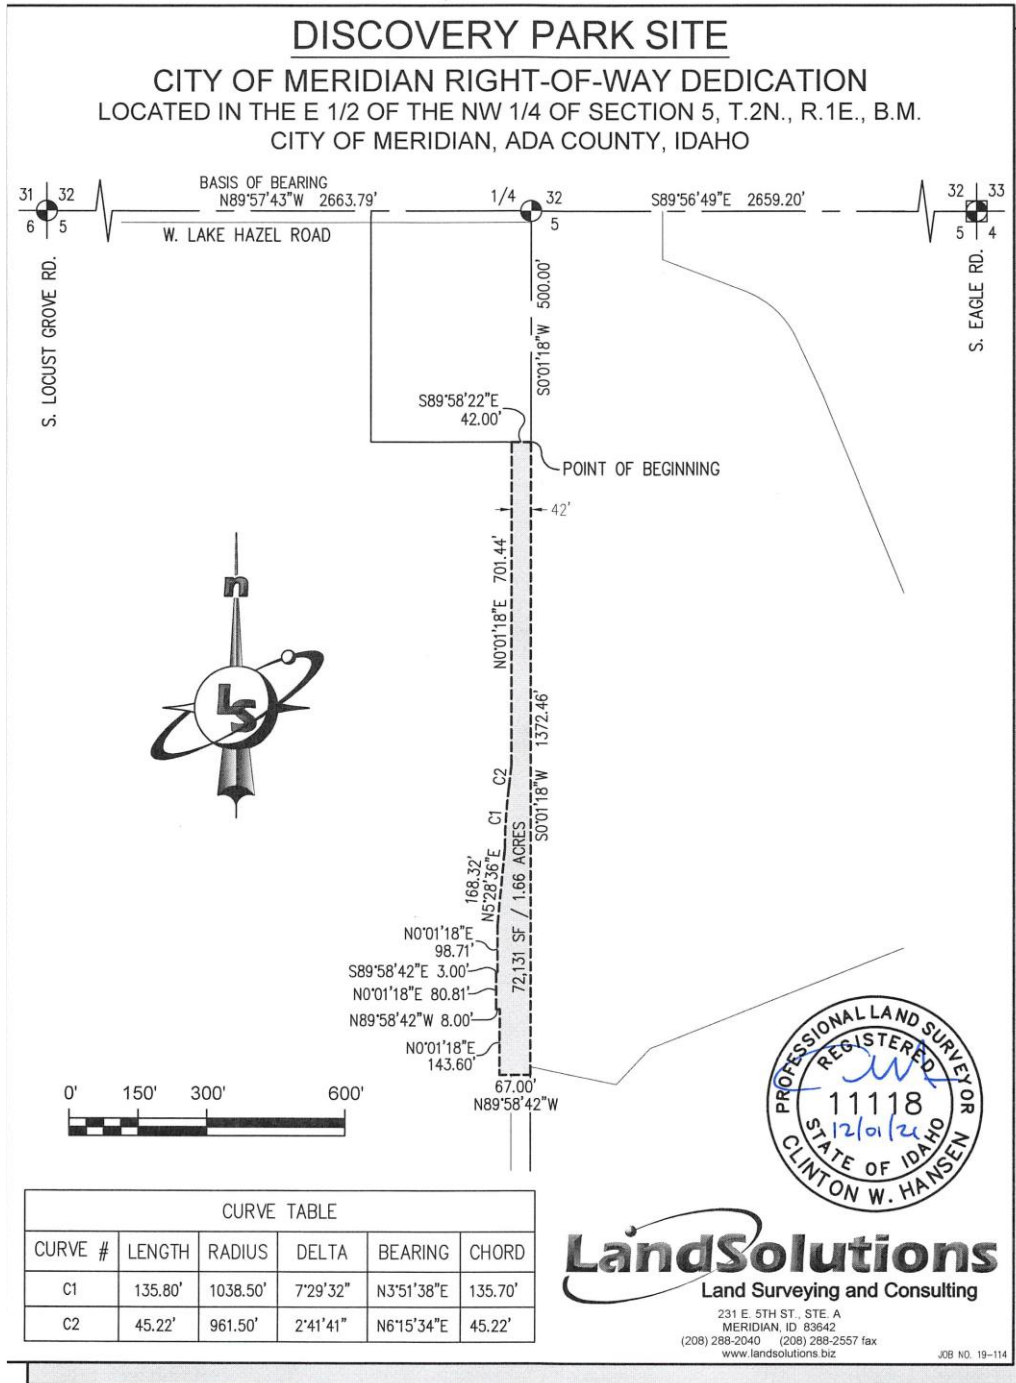 DISCOVERY PARK SITE
CITY OF MERIDIAN RIGHT-OF-WAY DEDICATION
LOCATED IN THE E 1/2 OF THE NW 1/4 OF SECTION 5, T.2N., R.1E., B.M.
CITY OF MERIDIAN, ADA COUNTY, IDAHO
31 32
6 5
BASIS OF BEARING
N89°57'43"W 2663.79'
W. LAKE HAZEL ROAD
1/4 32
5
S89°56'49"E 2659.20'
32 33
5 4
S. LOCUST GROVE RD.
S. EAGLE RD.
S0°01'18"W 500.00'
S89°58'22"E
42.00'
POINT OF BEGINNING
42'
N0°01'18"E 701.44'
S0°01'18"W 1372.46'
n
LS
C2
C1
N5°28'36"E
168.32'
72,131 SF / 1.66 ACRES
N0°01'18"E
98.71'
S89°58'42"E 3.00'
N0°01'18"E 80.81'
N89°58'42"W 8.00'
N0°01'18"E
143.60'
67.00'
N89°58'42"W
0' 150' 300' 600'
PROFESSIONAL LAND SURVEYOR
REGISTERED
11118
12/01/21
STATE OF IDAHO
CLINTON W. HANSEN
CURVE TABLE
CURVE # LENGTH RADIUS DELTA BEARING CHORD
C1 135.80' 1038.50' 7°29'32" N3°51'38"E 135.70'
C2 45.22' 961.50' 2°41'41" N6°15'34"E 45.22'
LandSolutions
Land Surveying and Consulting
231 E. 5TH ST., STE. A
MERIDIAN, ID 83642
(208) 288-2040 (208) 288-2557 fax
www.landsolutions.biz
JOB NO. 19-114